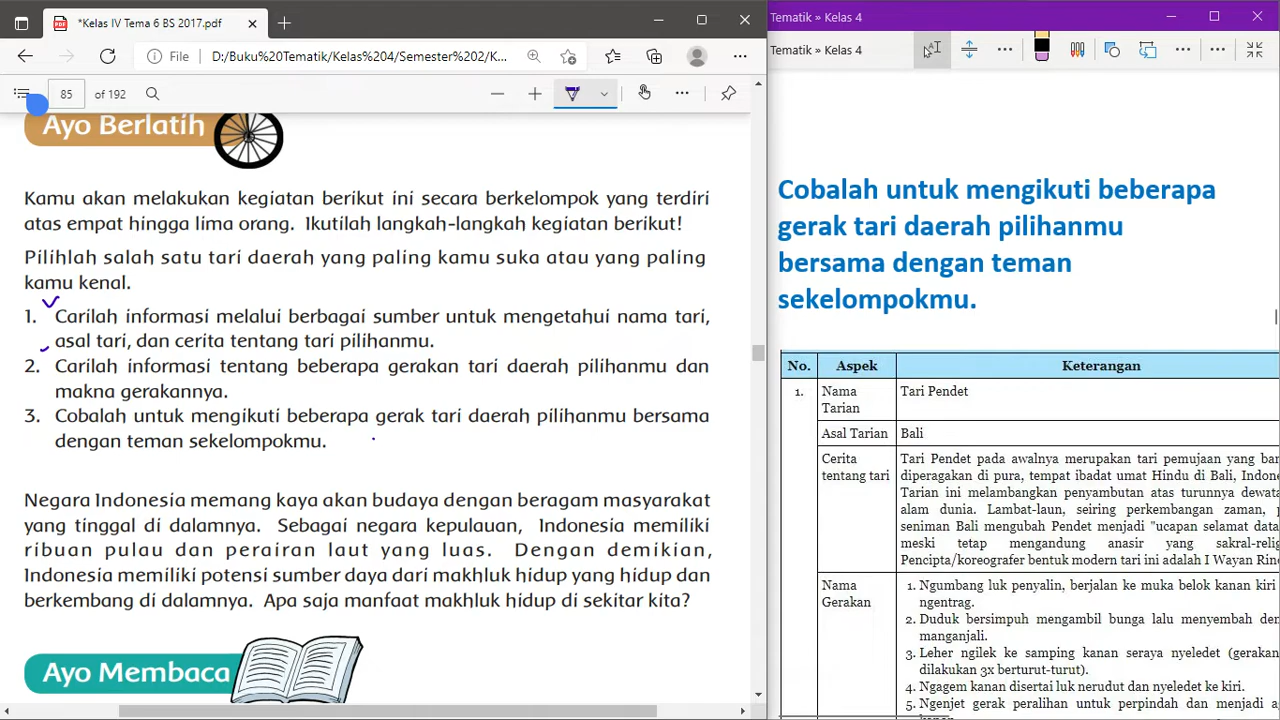 *Kelas IV Tema 6 BS 2017.pdf
File
D:/Buku%20Tematik/Kelas%204/Semester%202/K...
85 of 192
Ayo Berlatih
Kamu akan melakukan kegiatan berikut ini secara berkelompok yang terdiri
atas empat hingga lima orang. Ikutilah langkah-langkah kegiatan berikut!
Pilihlah salah satu tari daerah yang paling kamu suka atau yang paling
kamu kenal.
1. Carilah informasi melalui berbagai sumber untuk mengetahui nama tari,
asal tari, dan cerita tentang tari pilihanmu.
2. Carilah informasi tentang beberapa gerakan tari daerah pilihanmu dan
makna gerakannya.
3. Cobalah untuk mengikuti beberapa gerak tari daerah pilihanmu bersama
dengan teman sekelompokmu.
Negara Indonesia memang kaya akan budaya dengan beragam masyarakat
yang tinggal di dalamnya. Sebagai negara kepulauan, Indonesia memiliki
ribuan pulau dan perairan laut yang luas. Dengan demikian,
Indonesia memiliki potensi sumber daya dari makhluk hidup yang hidup dan
berkembang di dalamnya. Apa saja manfaat makhluk hidup di sekitar kita?
Ayo Membaca
Tematik » Kelas 4
Tematik » Kelas 4
Cobalah untuk mengikuti beberapa
gerak tari daerah pilihanmu
bersama dengan teman
sekelompokmu.
No. Aspek Keterangan
1. Nama Tarian Tari Pendet
Asal Tarian Bali
Cerita tentang tari
Tari Pendet pada awalnya merupakan tari pemujaan yang
diperagakan di pura, tempat ibadat umat Hindu di Bali,
Tarian ini melambangkan penyambutan atas turunnya
alam dunia. Lambat-laun, seiring perkembangan zaman,
seniman Bali mengubah Pendet menjadi "ucapan selamat
meski tetap mengandung anasir yang
Pencipta/koreografer bentuk modern tari ini adalah I Wayan
Nama Gerakan
1. Ngumbang luk penyalin, berjalan ke muka belok kanan kiri
ngentrag.
2. Duduk bersimpuh mengambil bunga lalu menyembah
manganjali.
3. Leher ngilek ke samping kanan seraya nyeledet
dilakukan 3x berturut-turut).
4. Ngagem kanan disertai luk nerudut dan nyeledet ke kiri.
5. Ngenjet gerak peralihan untuk perpindah dan menjadi